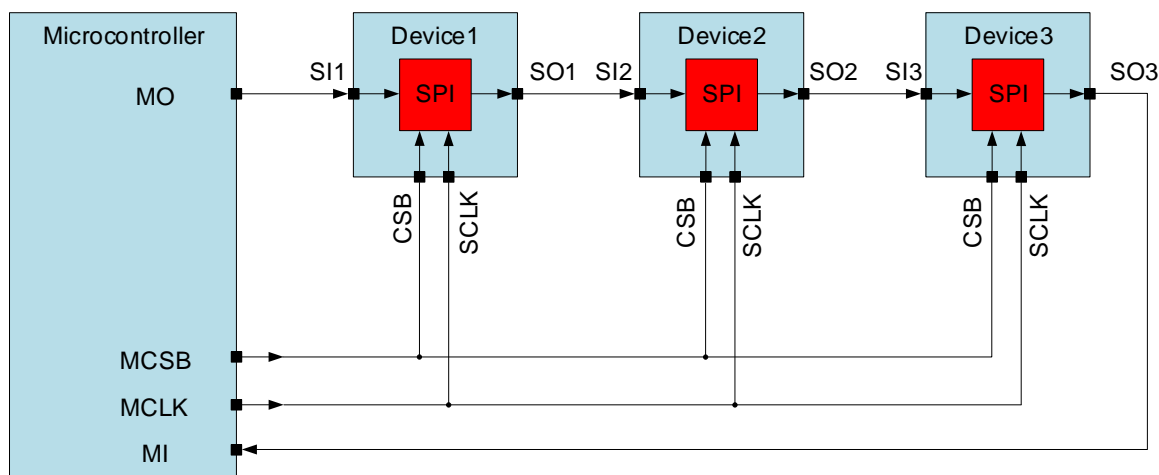 Microcontroller
Device1
Device2
Device3
MO
SI1
SPI
SO1
SI2
SPI
SO2
SI3
SPI
SO3
CSB
SCLK
CSB
SCLK
CSB
SCLK
MCSB
MCLK
MI